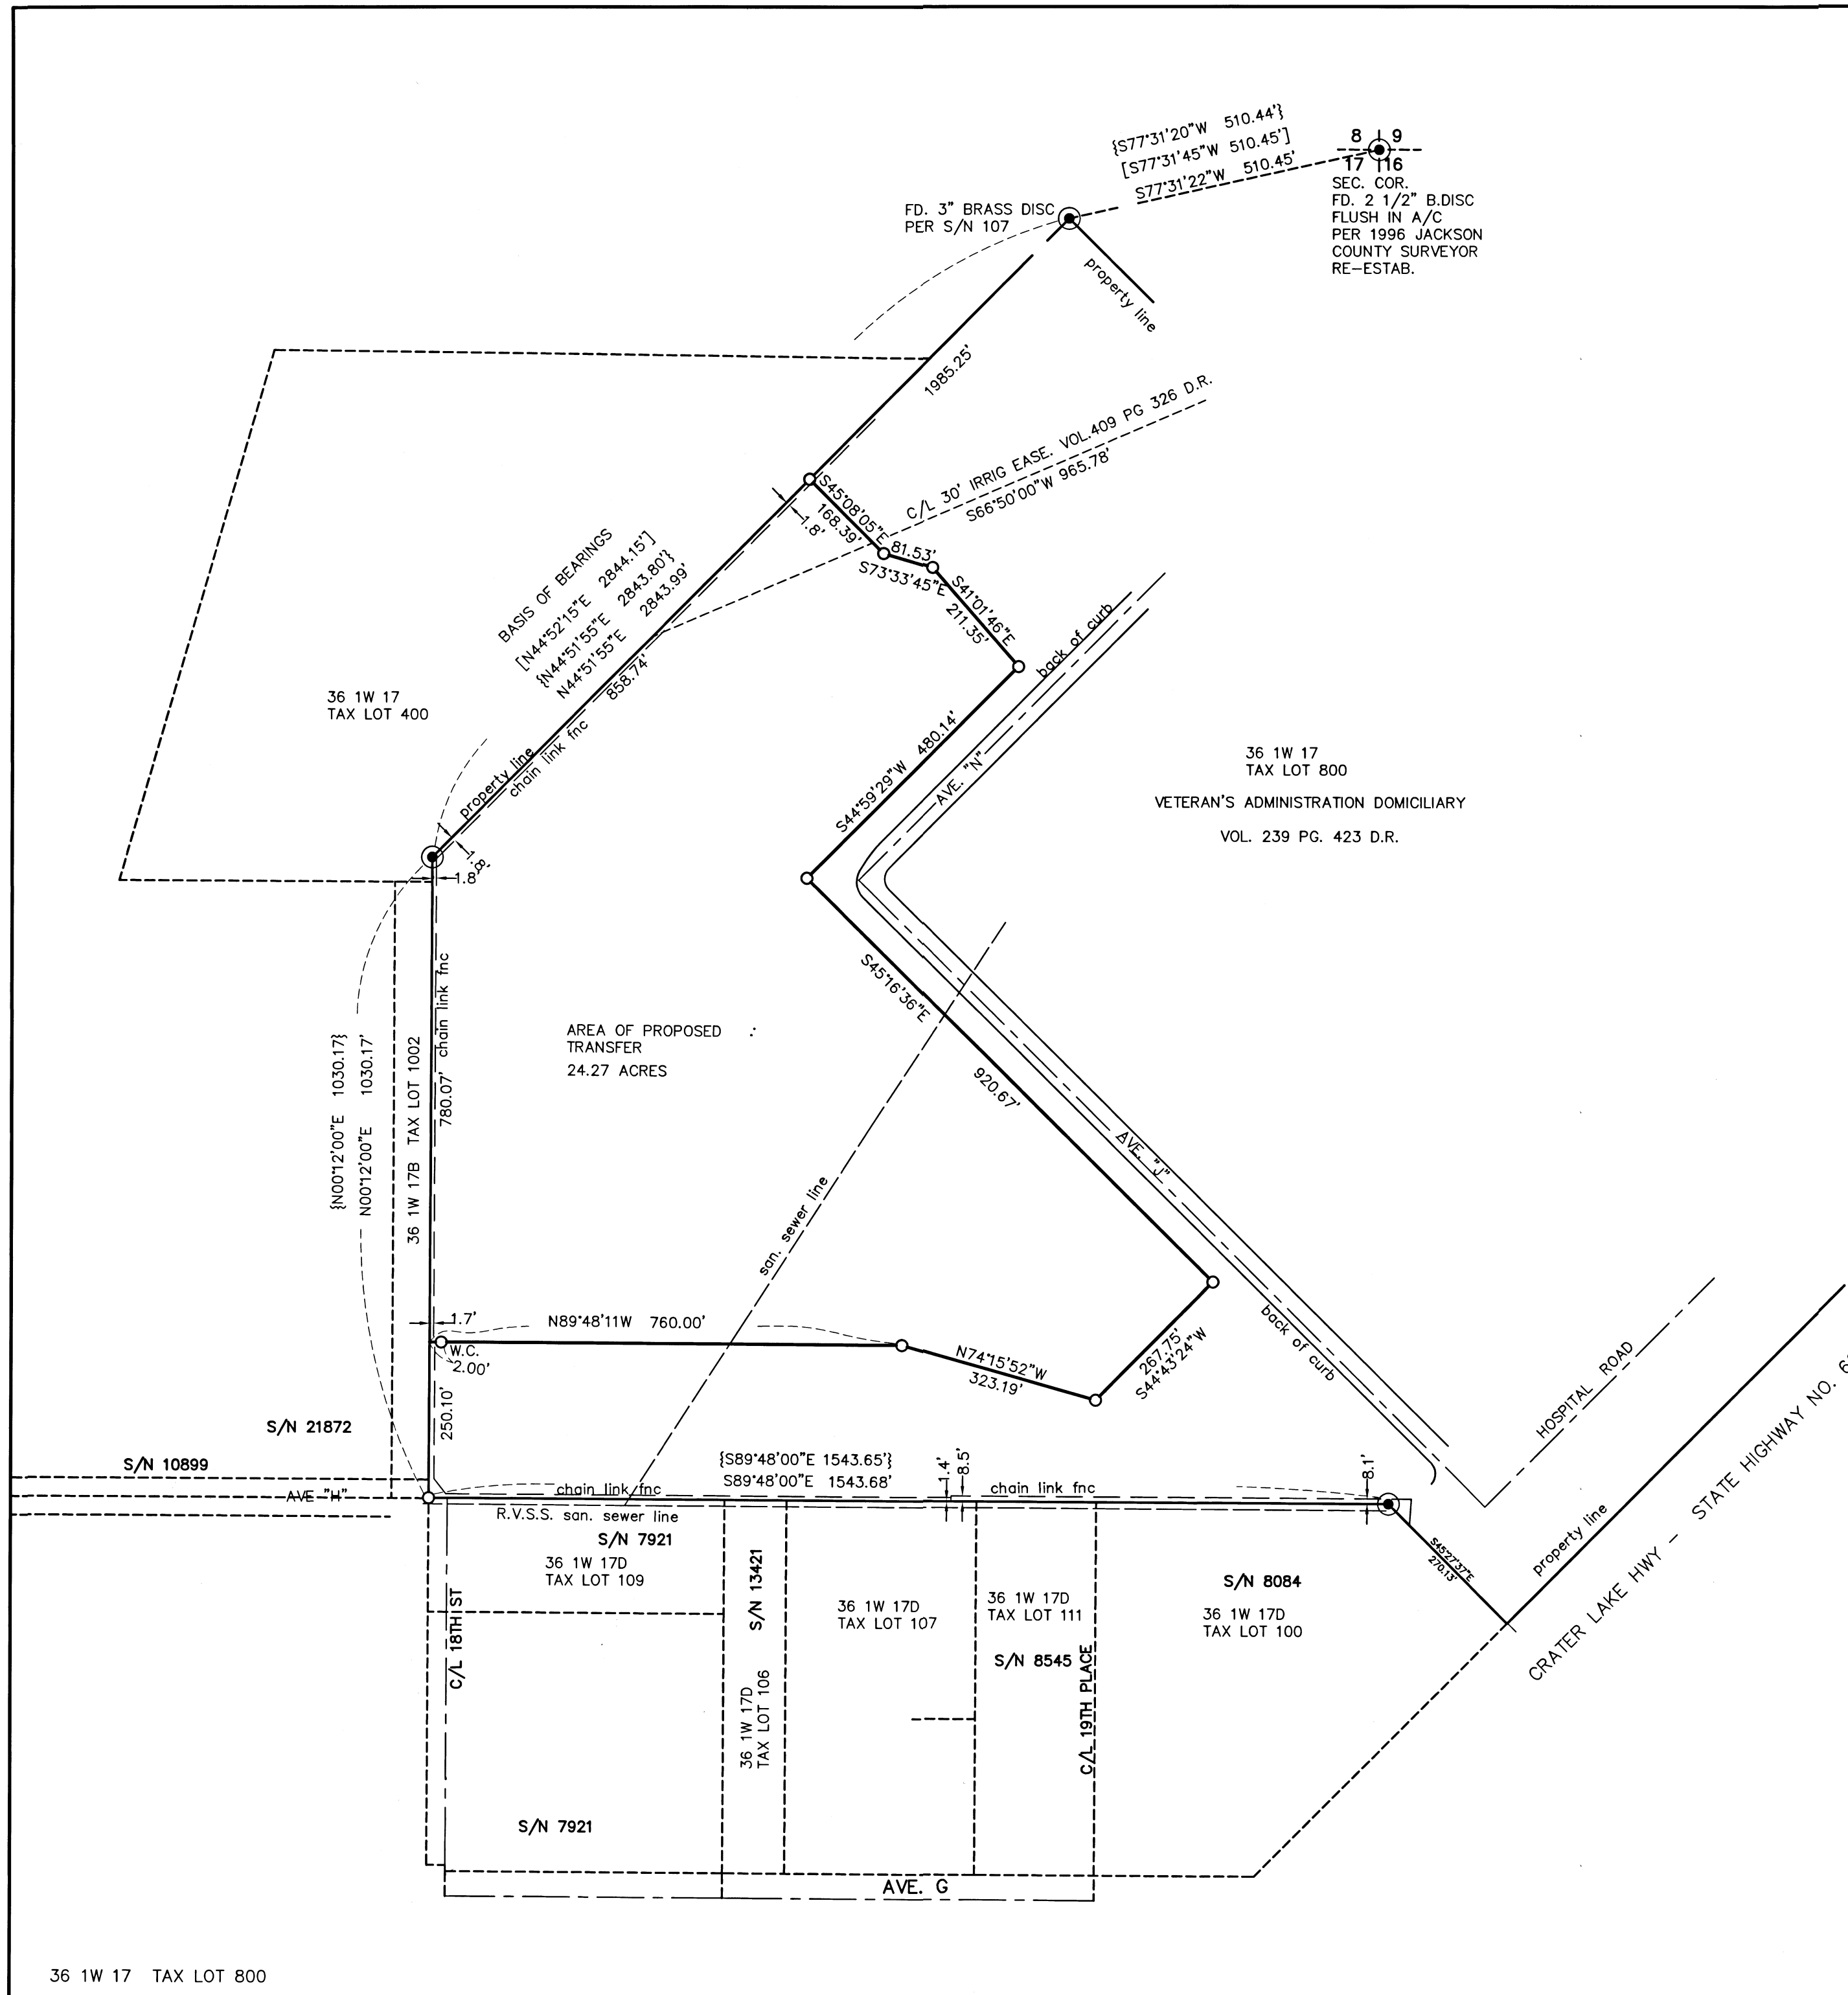 {S77°31'20"W 510.44'}
[S77°31'45"W 510.45']
S77°31'22"W 510.45'
8 9
17 16
SEC. COR.
FD. 2 1/2" B.DISC
FLUSH IN A/C
PER 1996 JACKSON
COUNTY SURVEYOR
RE-ESTAB.
FD. 3" BRASS DISC
PER S/N 107
property line
1985.25'
C/L 30' IRRIG EASE. VOL.409 PG 326 D.R.
S66°50'00"W 965.78'
S45°08'05"E
168.39'
1.8'
81.53'
S73°33'45"E
S41°01'46"E
211.35'
BASIS OF BEARINGS
[N44°52'15"E 2844.15']
{N44°51'55"E 2843.80'}
N44°51'55"E 2843.99'
858.74'
back of curb
36 1W 17
TAX LOT 400
property line
chain link fnc
S44°59'29"W 480.14'
AVE. "N"
36 1W 17
TAX LOT 800
VETERAN'S ADMINISTRATION DOMICILIARY
VOL. 239 PG. 423 D.R.
1.8'
1.8'
S45°16'36"E
920.67'
AREA OF PROPOSED
TRANSFER
24.27 ACRES
{N00°12'00"E 1030.17'}
N00°12'00"E 1030.17'
36 1W 17B TAX LOT 1002
780.07' chain link fnc
AVE. "J"
san. sewer line
1.7'
N89°48'11W 760.00'
W.C.
2.00'
N74°15'52"W
323.19'
267.75'
S44°43'24"W
back of curb
HOSPITAL ROAD
CRATER LAKE HWY - STATE HIGHWAY NO.
property line
250.10'
S/N 21872
S/N 10899
AVE "H"
{S89°48'00"E 1543.65'}
S89°48'00"E 1543.68'
1.4'
8.5'
8.1'
chain link fnc
chain link fnc
R.V.S.S. san. sewer line
S45°27'37"E
270.13'
S/N 7921
36 1W 17D
TAX LOT 109
C/L 18TH ST
S/N 13421
36 1W 17D
TAX LOT 106
36 1W 17D
TAX LOT 107
36 1W 17D
TAX LOT 111
S/N 8545
C/L 19TH PLACE
S/N 8084
36 1W 17D
TAX LOT 100
S/N 7921
AVE. G
36 1W 17 TAX LOT 800